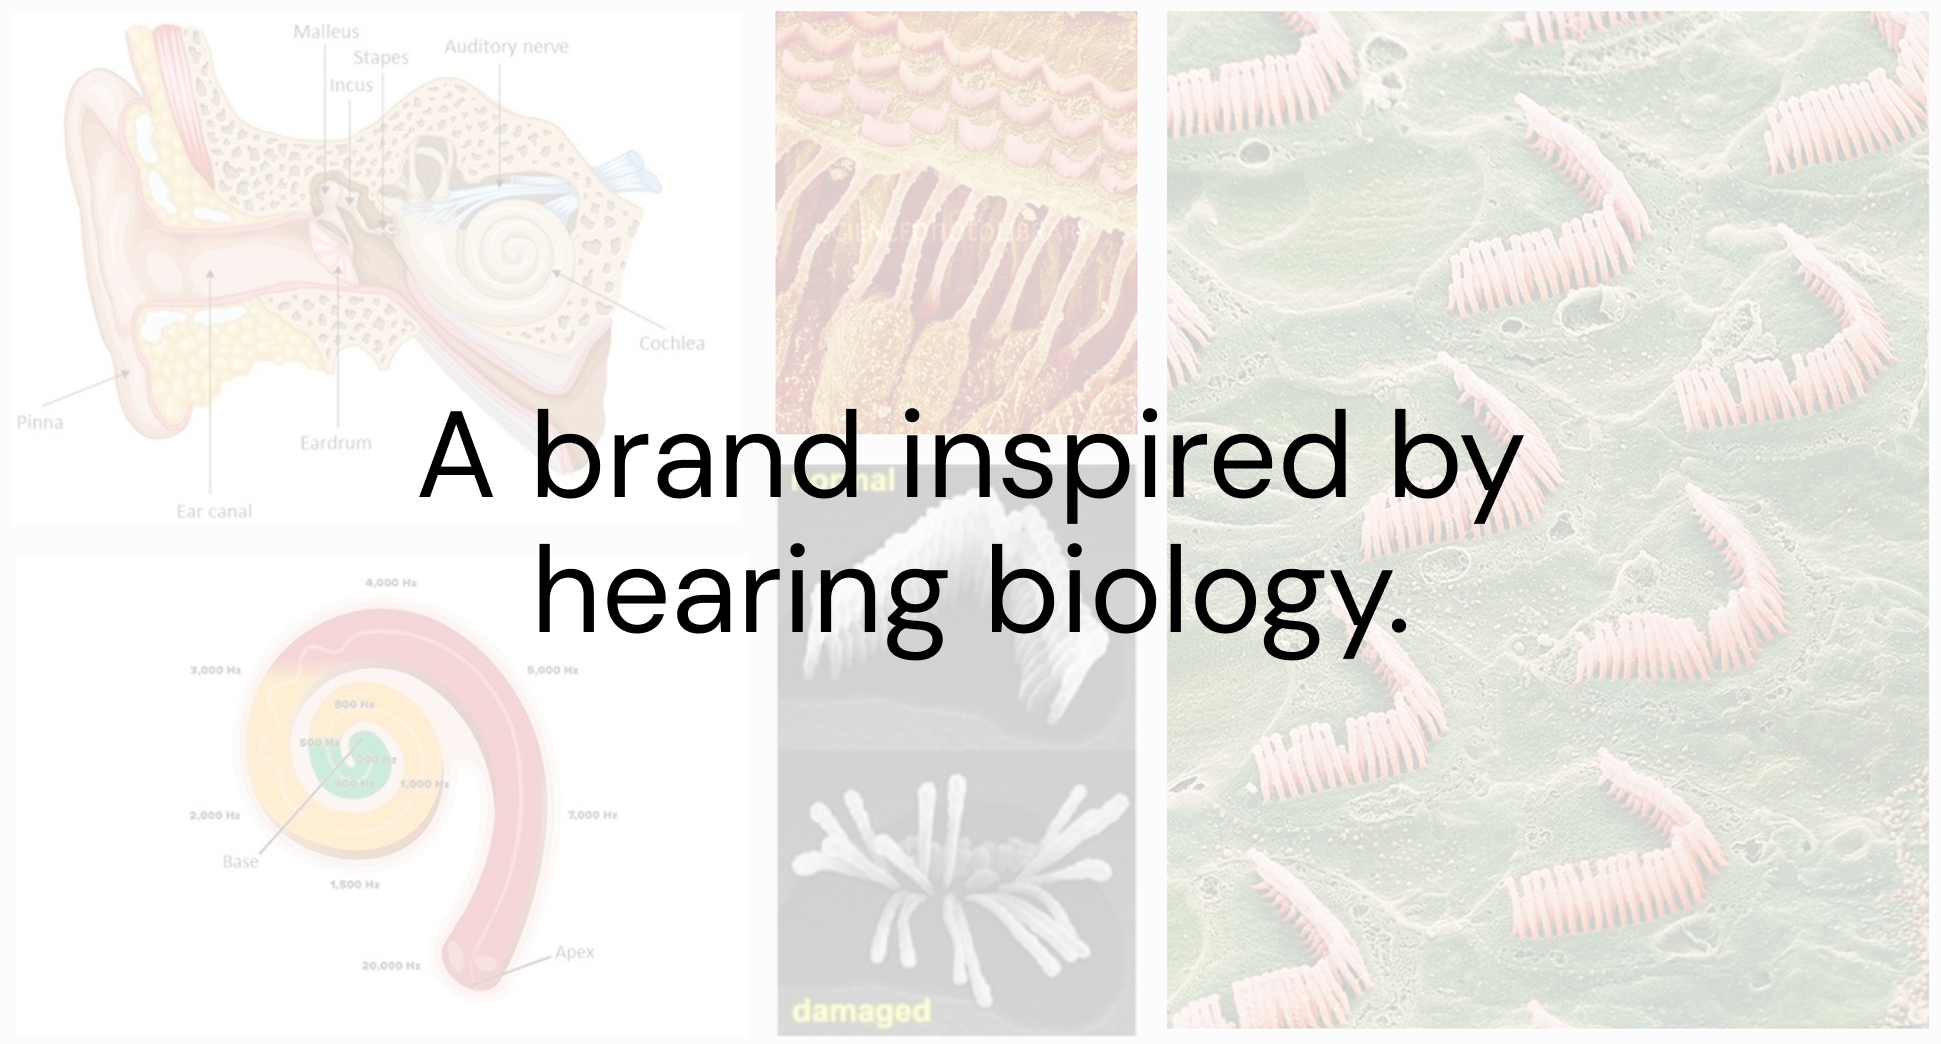 Malleus
Stapes
Incus
Auditory nerve
Cochlea
Pinna
Eardrum
Ear canal
SCIENCEPHOTOLIBRARY
A brand inspired by
hearing biology.
normal
damaged
4,000 Hz
3,000 Hz
5,000 Hz
800 Hz
500 Hz
200 Hz
400 Hz
1,000 Hz
2,000 Hz
7,000 Hz
Base
1,500 Hz
20,000 Hz
Apex